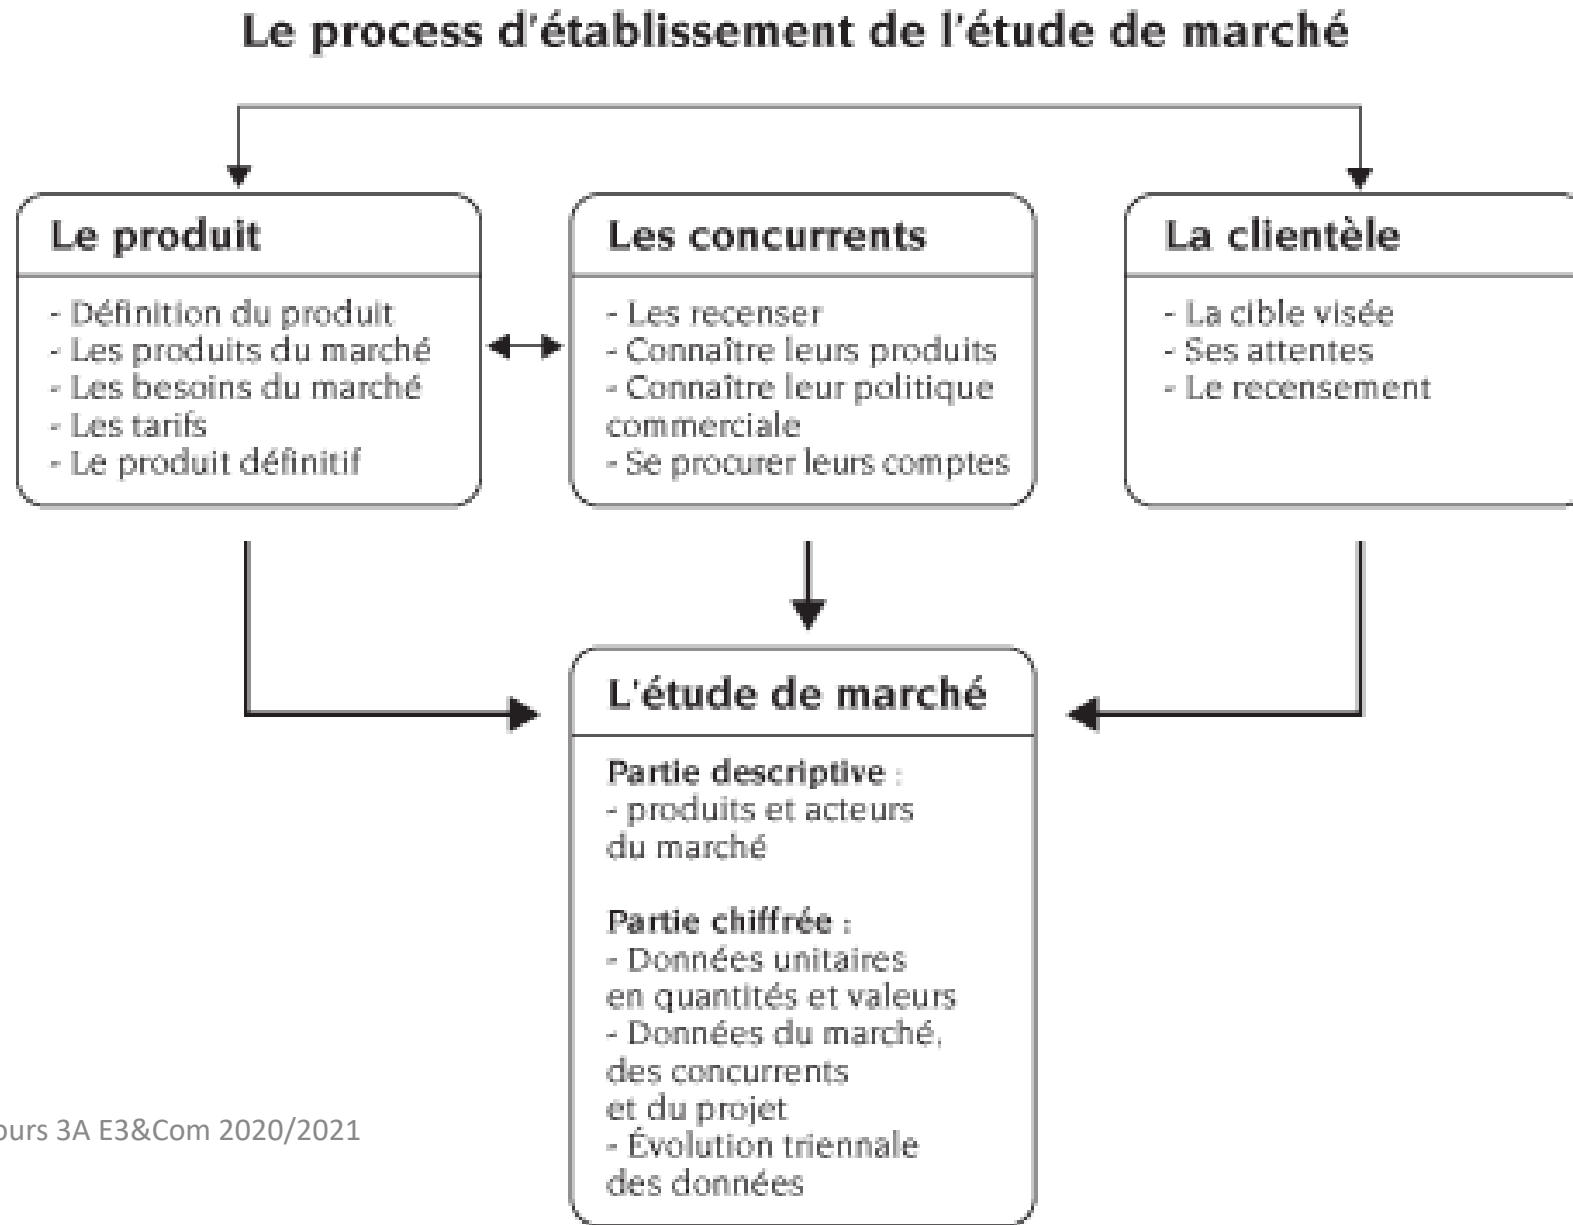 Le process d'établissement de l'étude de marché
Le produit
- Définition du produit
- Les produits du marché
- Les besoins du marché
- Les tarifs
- Le produit définitif
Les concurrents
- Les recenser
- Connaître leurs produits
- Connaître leur politique
commerciale
- Se procurer leurs comptes
La clientèle
- La cible visée
- Ses attentes
- Le recensement
L'étude de marché
Partie descriptive :
- produits et acteurs
du marché
Partie chiffrée :
- Données unitaires
en quantités et valeurs
- Données du marché,
des concurrents
et du projet
- Évolution triennale
des données
ours 3A E3&Com 2020/2021